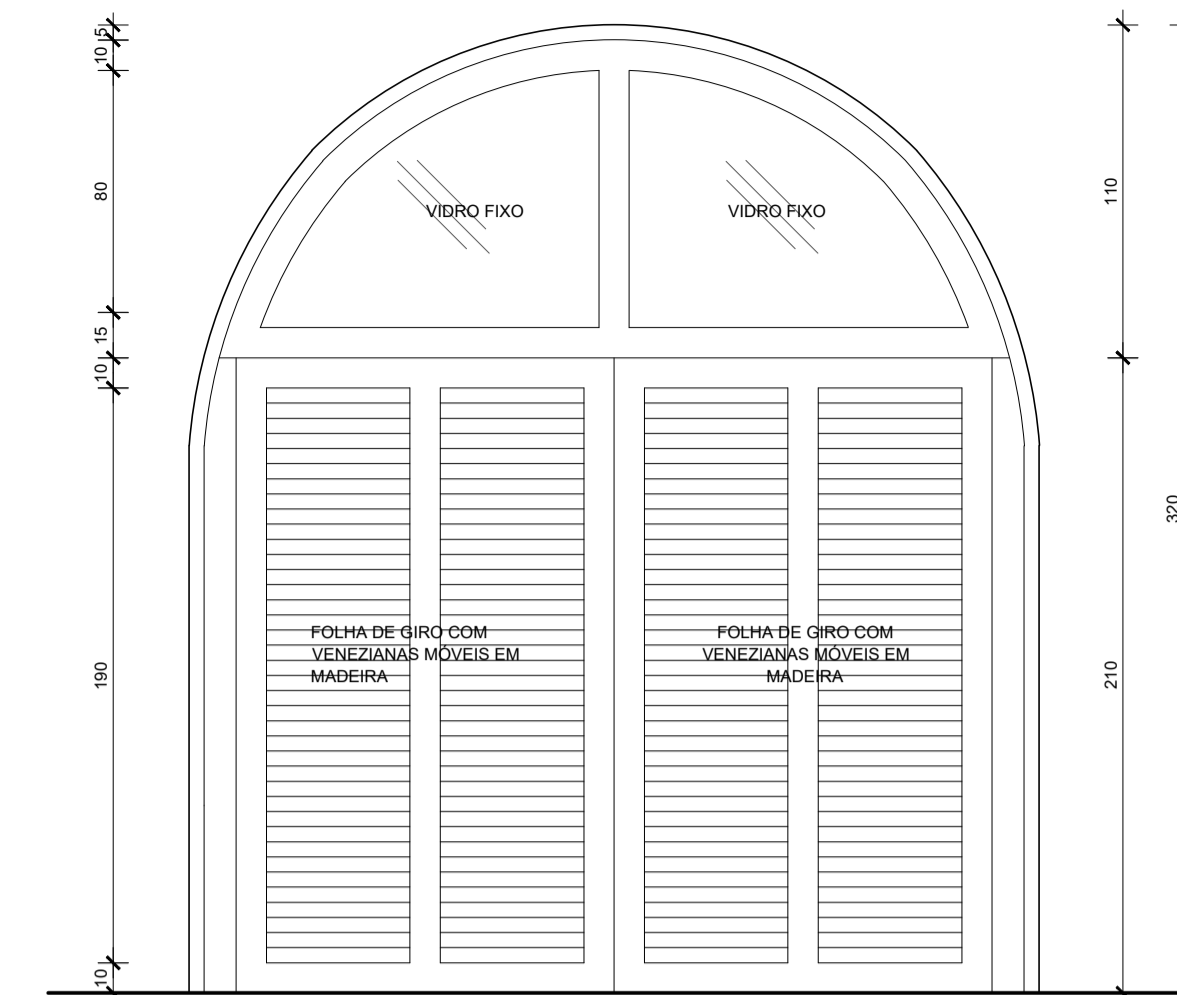 5
10
80
15
10
190
10
VIDRO FIXO
VIDRO FIXO
FOLHA DE GIRO COM
VENEZIANAS MÓVEIS EM
MADEIRA
FOLHA DE GIRO COM
VENEZIANAS MÓVEIS EM
MADEIRA
110
210
320